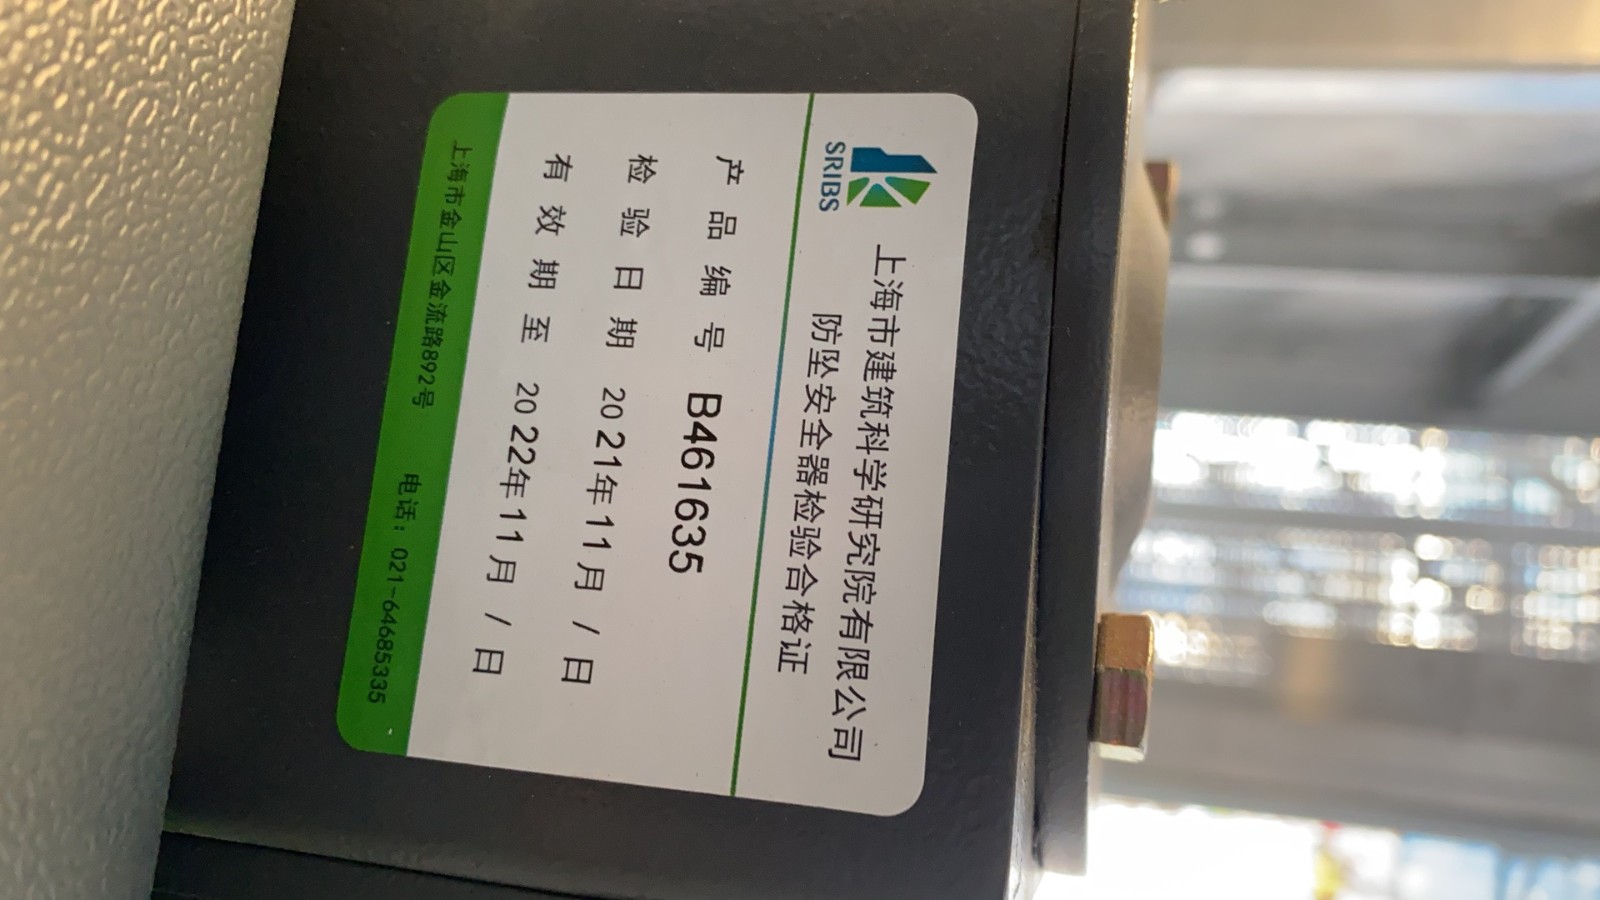 SRIBS
上海市建筑科学研究院有限公司
防坠安全器检验合格证
产品编号 B461635
检验日期 2021年11月 / 日
有效期至 2022年11月 / 日
上海市金山区金流路892号 电话：021-64685335